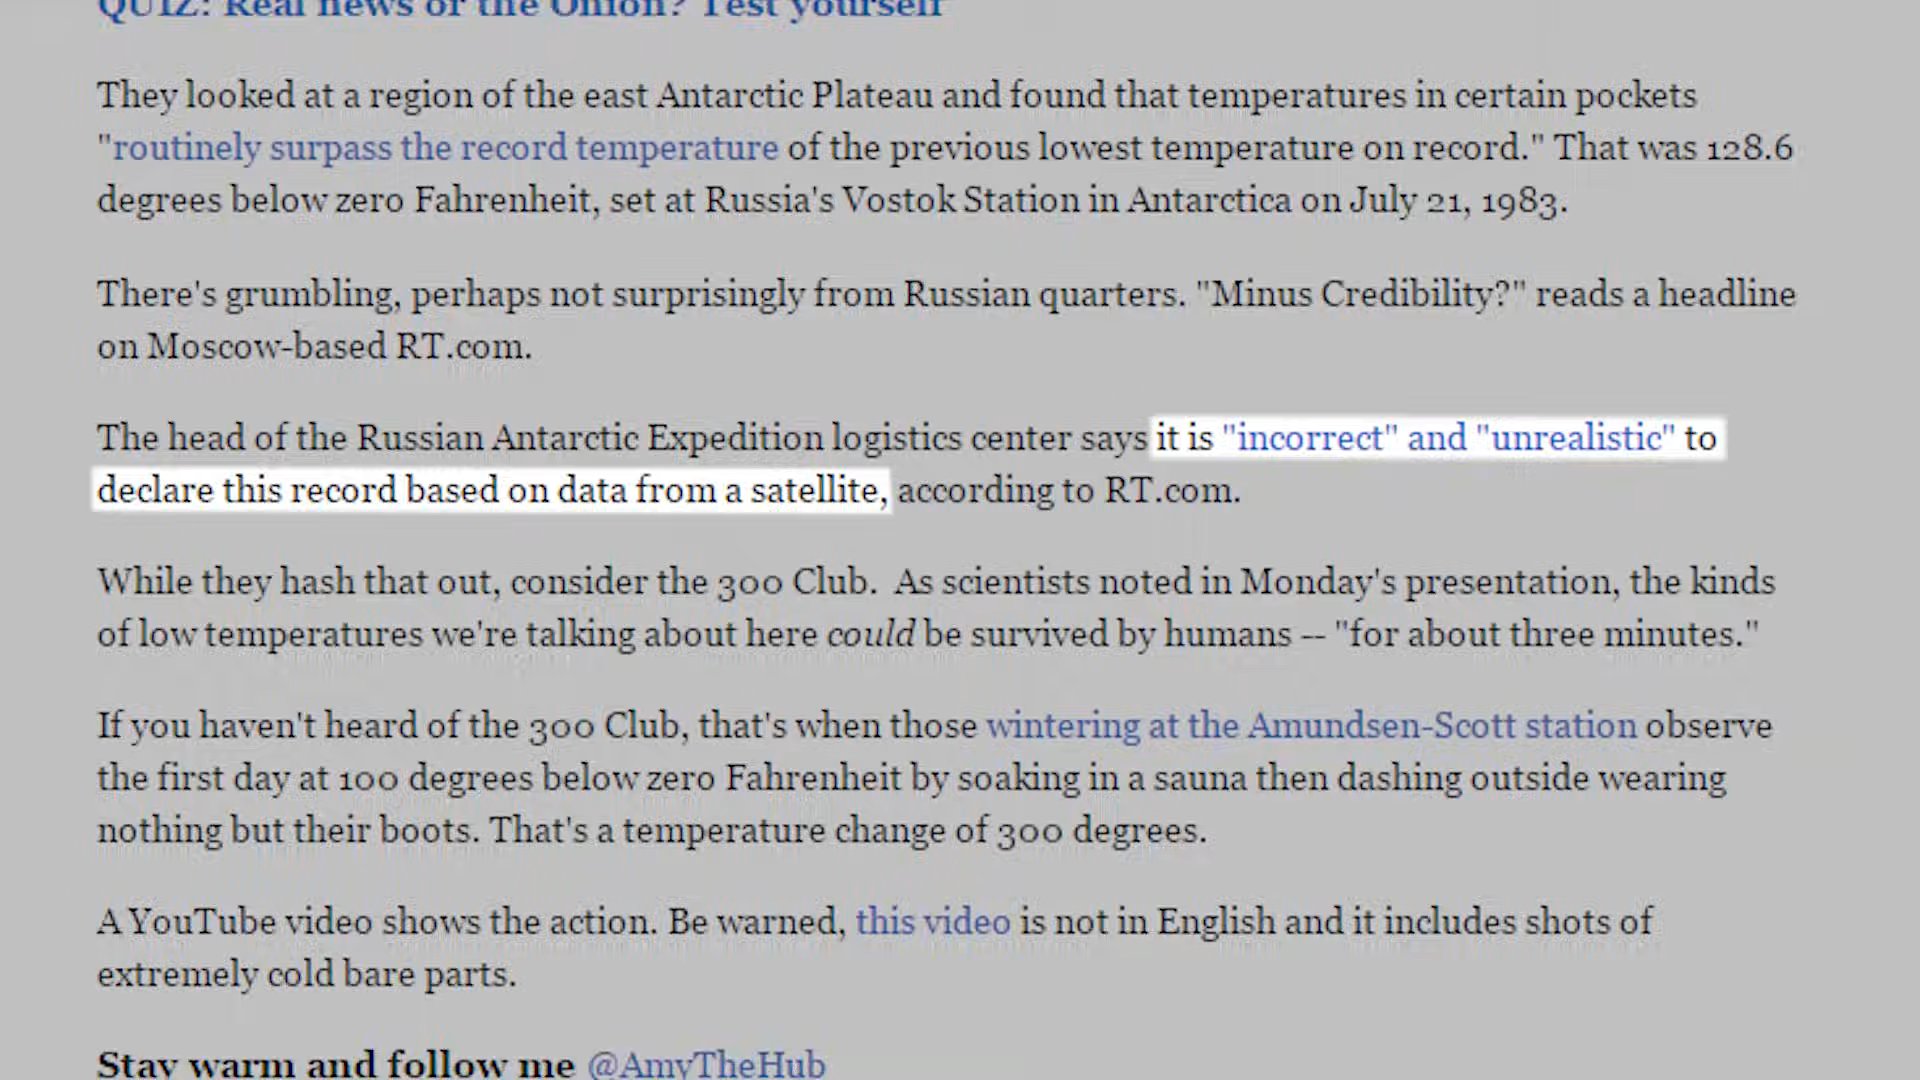 QUIZ: Real news or the Onion? Test yourself
They looked at a region of the east Antarctic Plateau and found that temperatures in certain pockets
"routinely surpass the record temperature of the previous lowest temperature on record." That was 128.6
degrees below zero Fahrenheit, set at Russia's Vostok Station in Antarctica on July 21, 1983.
There's grumbling, perhaps not surprisingly from Russian quarters. "Minus Credibility?" reads a headline
on Moscow-based RT.com.
The head of the Russian Antarctic Expedition logistics center says it is "incorrect" and "unrealistic" to
declare this record based on data from a satellite, according to RT.com.
While they hash that out, consider the 300 Club. As scientists noted in Monday's presentation, the kinds
of low temperatures we're talking about here could be survived by humans -- "for about three minutes."
If you haven't heard of the 300 Club, that's when those wintering at the Amundsen-Scott station observe
the first day at 100 degrees below zero Fahrenheit by soaking in a sauna then dashing outside wearing
nothing but their boots. That's a temperature change of 300 degrees.
A YouTube video shows the action. Be warned, this video is not in English and it includes shots of
extremely cold bare parts.
Stay warm and follow me @AmyTheHub